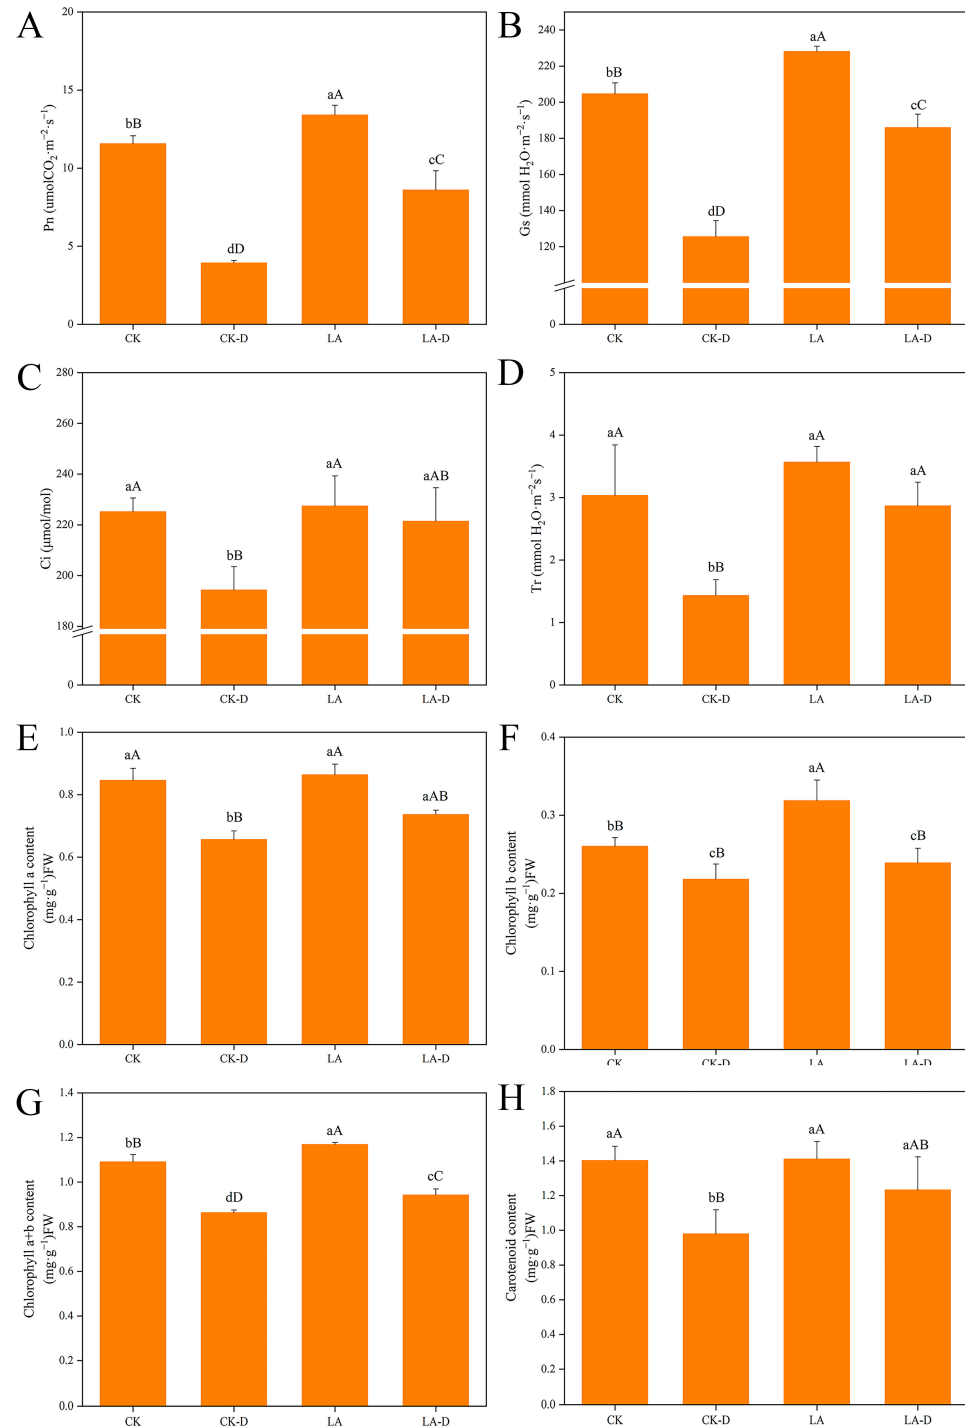 A
Pn (umolCO₂·m⁻²·s⁻¹)
20
15
10
5
0
bB
dD
aA
cC
CK
CK-D
LA
LA-D
B
Gs (mmol H₂O·m⁻²·s⁻¹)
240
220
200
180
160
140
120
0
bB
dD
aA
cC
CK
CK-D
LA
LA-D
C
Ci (μmol/mol)
280
260
240
220
200
180
0
aA
bB
aA
aAB
CK
CK-D
LA
LA-D
D
Tr (mmol H₂O·m⁻²s⁻¹)
5
4
3
2
1
0
aA
bB
aA
aA
CK
CK-D
LA
LA-D
E
Chlorophyll a content
(mg·g⁻¹)FW
1.0
0.8
0.6
0.4
0.2
0.0
aA
bB
aA
aAB
CK
CK-D
LA
LA-D
F
Chlorophyll b content
(mg·g⁻¹)FW
0.4
0.3
0.2
0.1
0.0
bB
cB
aA
cB
CK
CK-D
LA
LA-D
G
Chlorophyll a+b content
(mg·g⁻¹)FW
1.4
1.2
1.0
0.8
0.6
0.4
0.2
0.0
bB
dD
aA
cC
CK
CK-D
LA
LA-D
H
Carotenoid content
(mg·g⁻¹)FW
1.8
1.6
1.4
1.2
1.0
0.8
0.6
0.4
0.2
0.0
aA
bB
aA
aAB
CK
CK-D
LA
LA-D